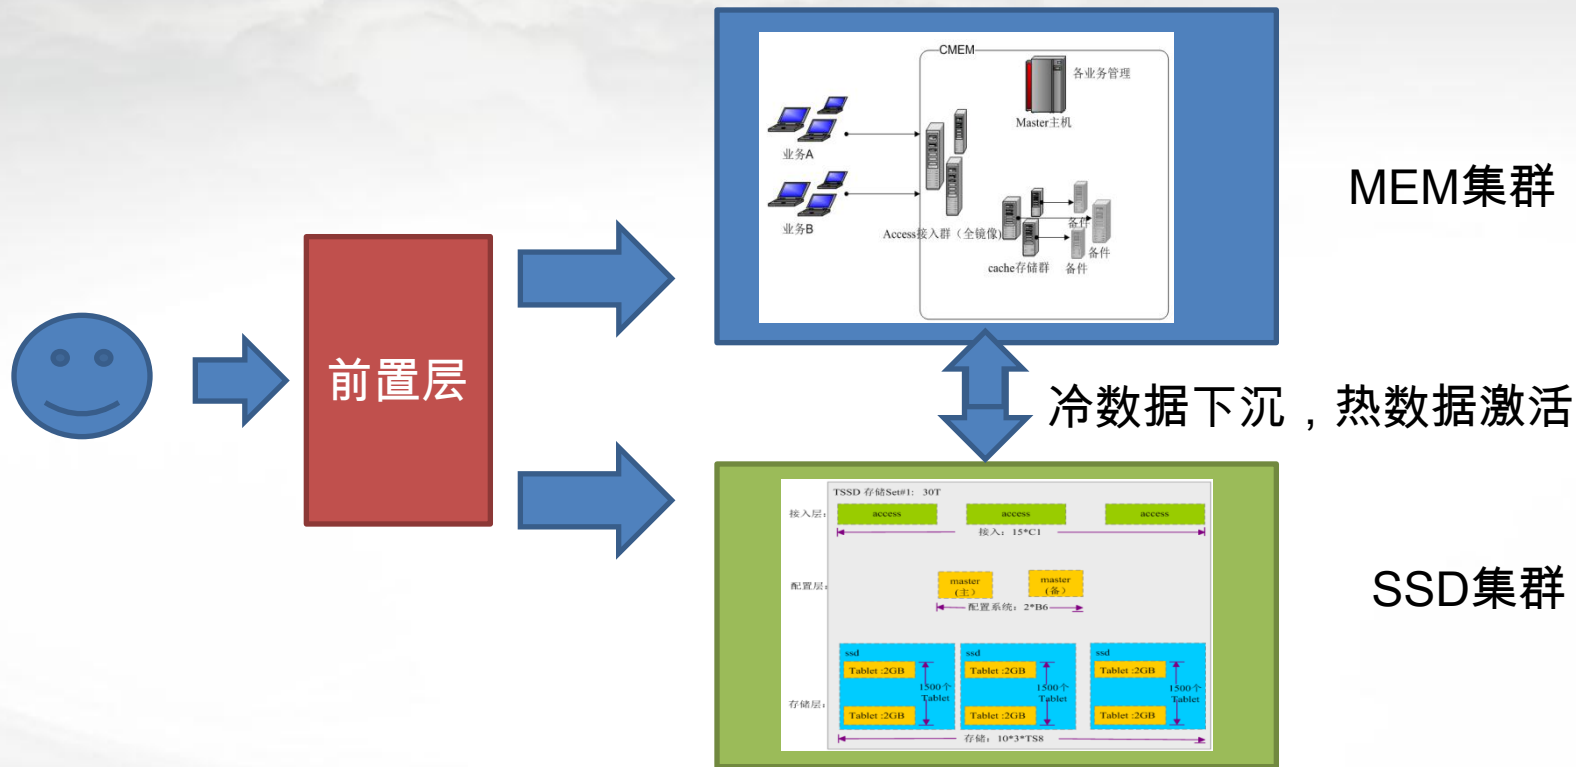 CMEM
各业务管理
Master主机
业务A
业务B
Access接入群（全镜像)
备件
备件
cache存储群
备件
MEM集群
前置层
冷数据下沉，热数据激活
TSSD 存储Set#1: 30T
接入层:
access
access
access
接入: 15*C1
配置层:
master
(主)
master
(备)
配置系统: 2*B6
SSD集群
存储层:
ssd
Tablet :2GB
1500个
Tablet
Tablet :2GB
ssd
Tablet :2GB
1500个
Tablet
Tablet :2GB
ssd
Tablet :2GB
1500个
Tablet
Tablet :2GB
存储: 10*3*TS8